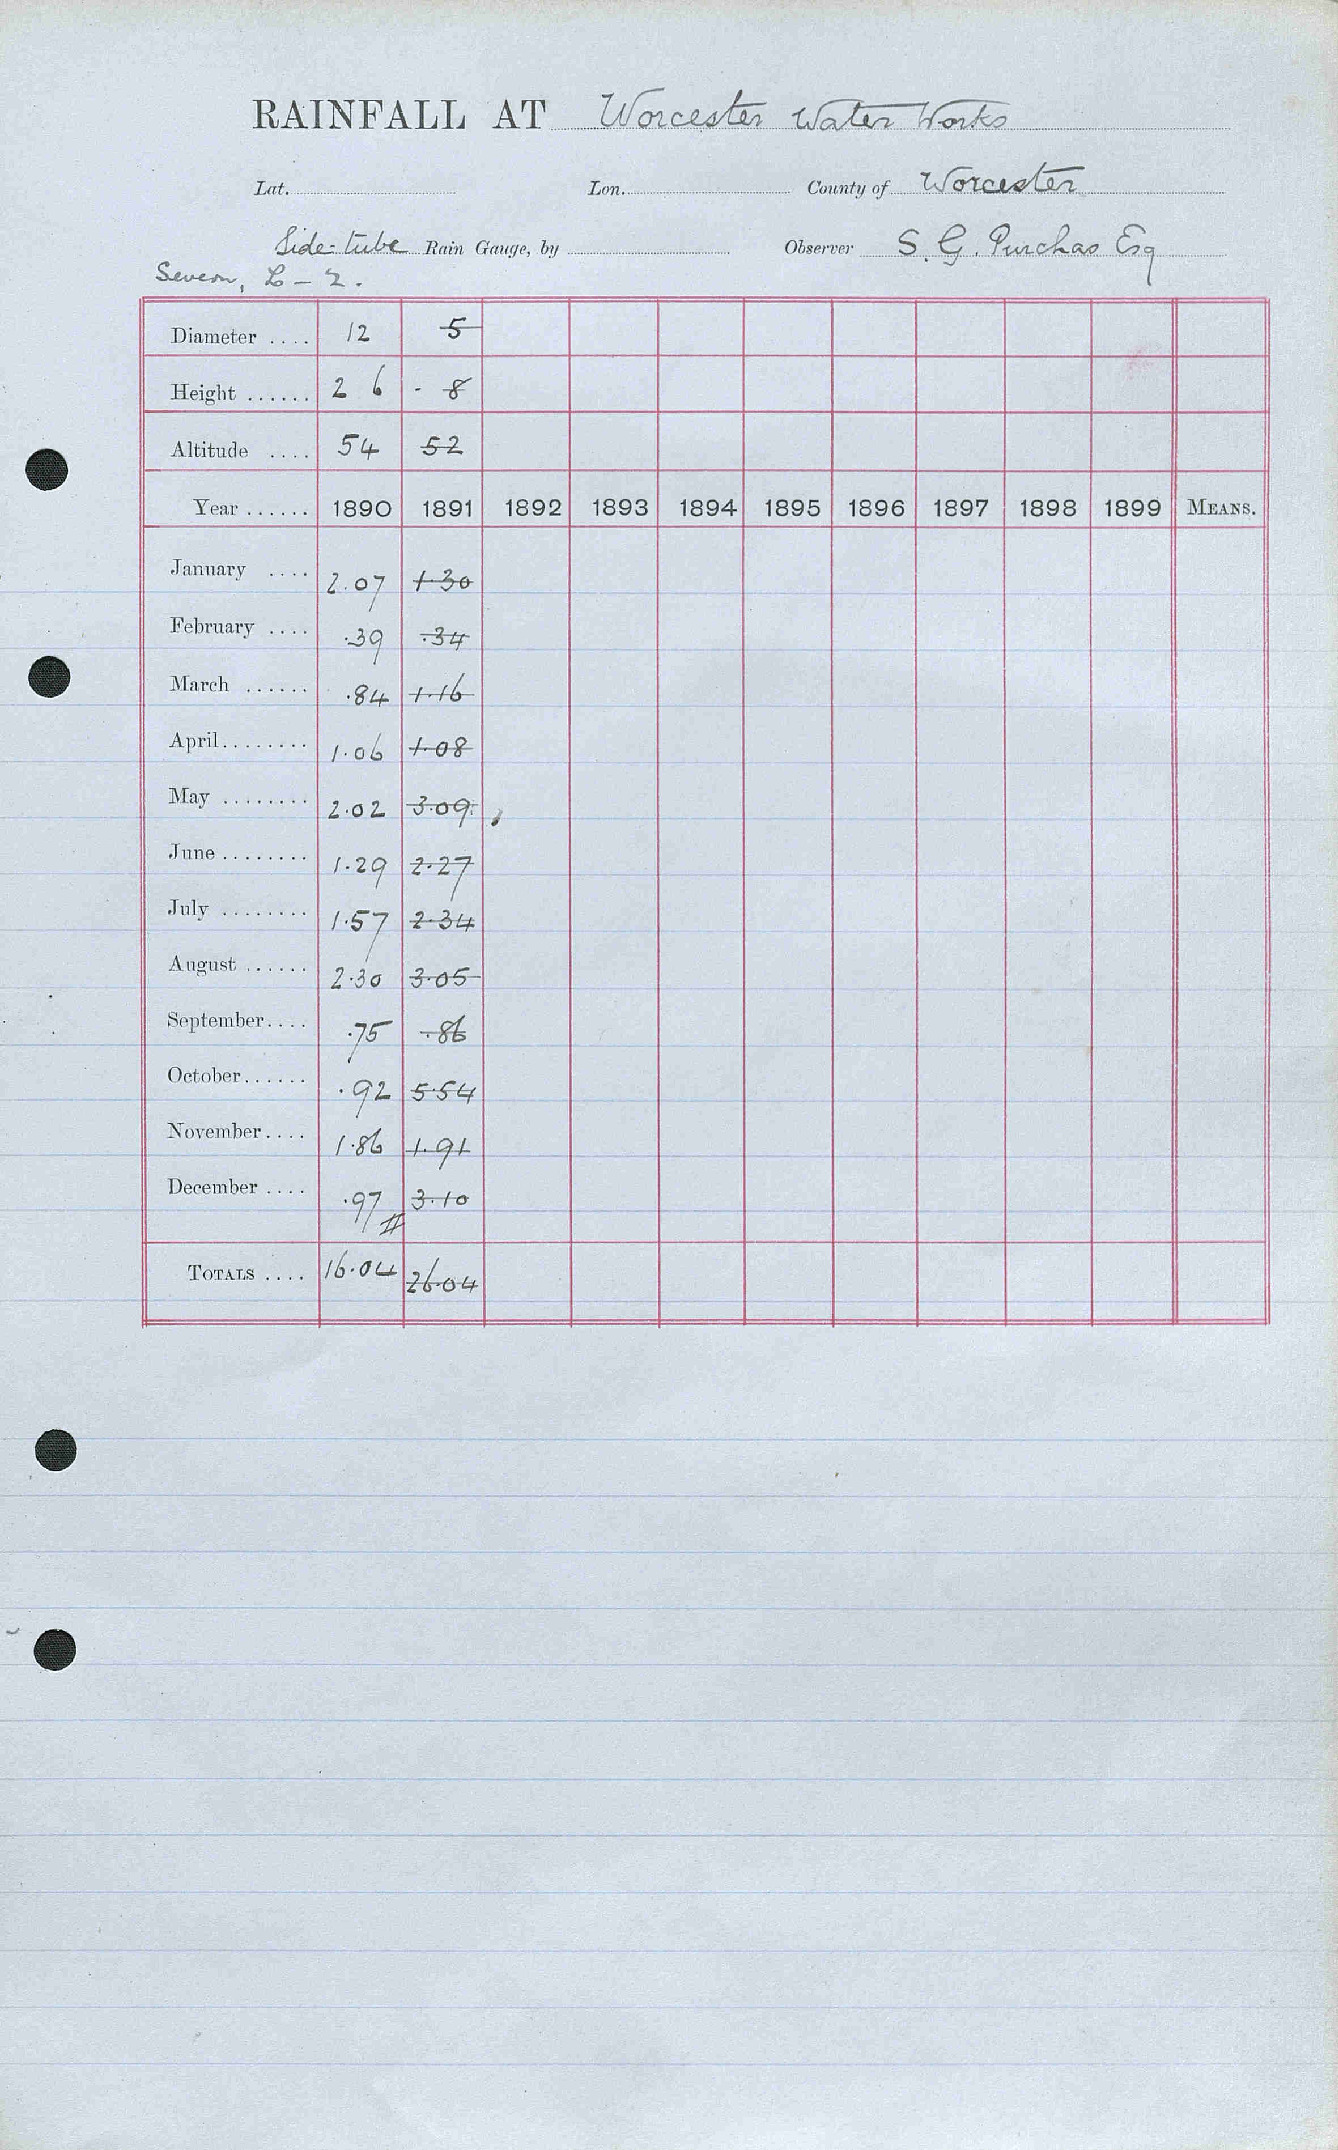 RAINFALL AT Worcester Water Works
Lat. Lon. County of Worcester
Side-tube Rain Gauge, by Observer S. G. Purchas Esq
Severn,
Diameter .... 12 5
Height ...... 2 6 - 8
Altitude .... 54 52
Year ...... 1890 1891 1892 1893 1894 1895 1896 1897 1898 1899 MEANS.
January .... 2.07 1.30
February .... .39 .34
March ...... .84 1.16
April........ 1.06 1.08
May ........ 2.02 3.09
June ........ 1.29 2.27
July ........ 1.57 2.34
August ...... 2.30 3.05
September.... .75 .86
October...... .92 5.54
November.... 1.86 1.91
December .... .97 3.10
TOTALS .... 16.04 26.04